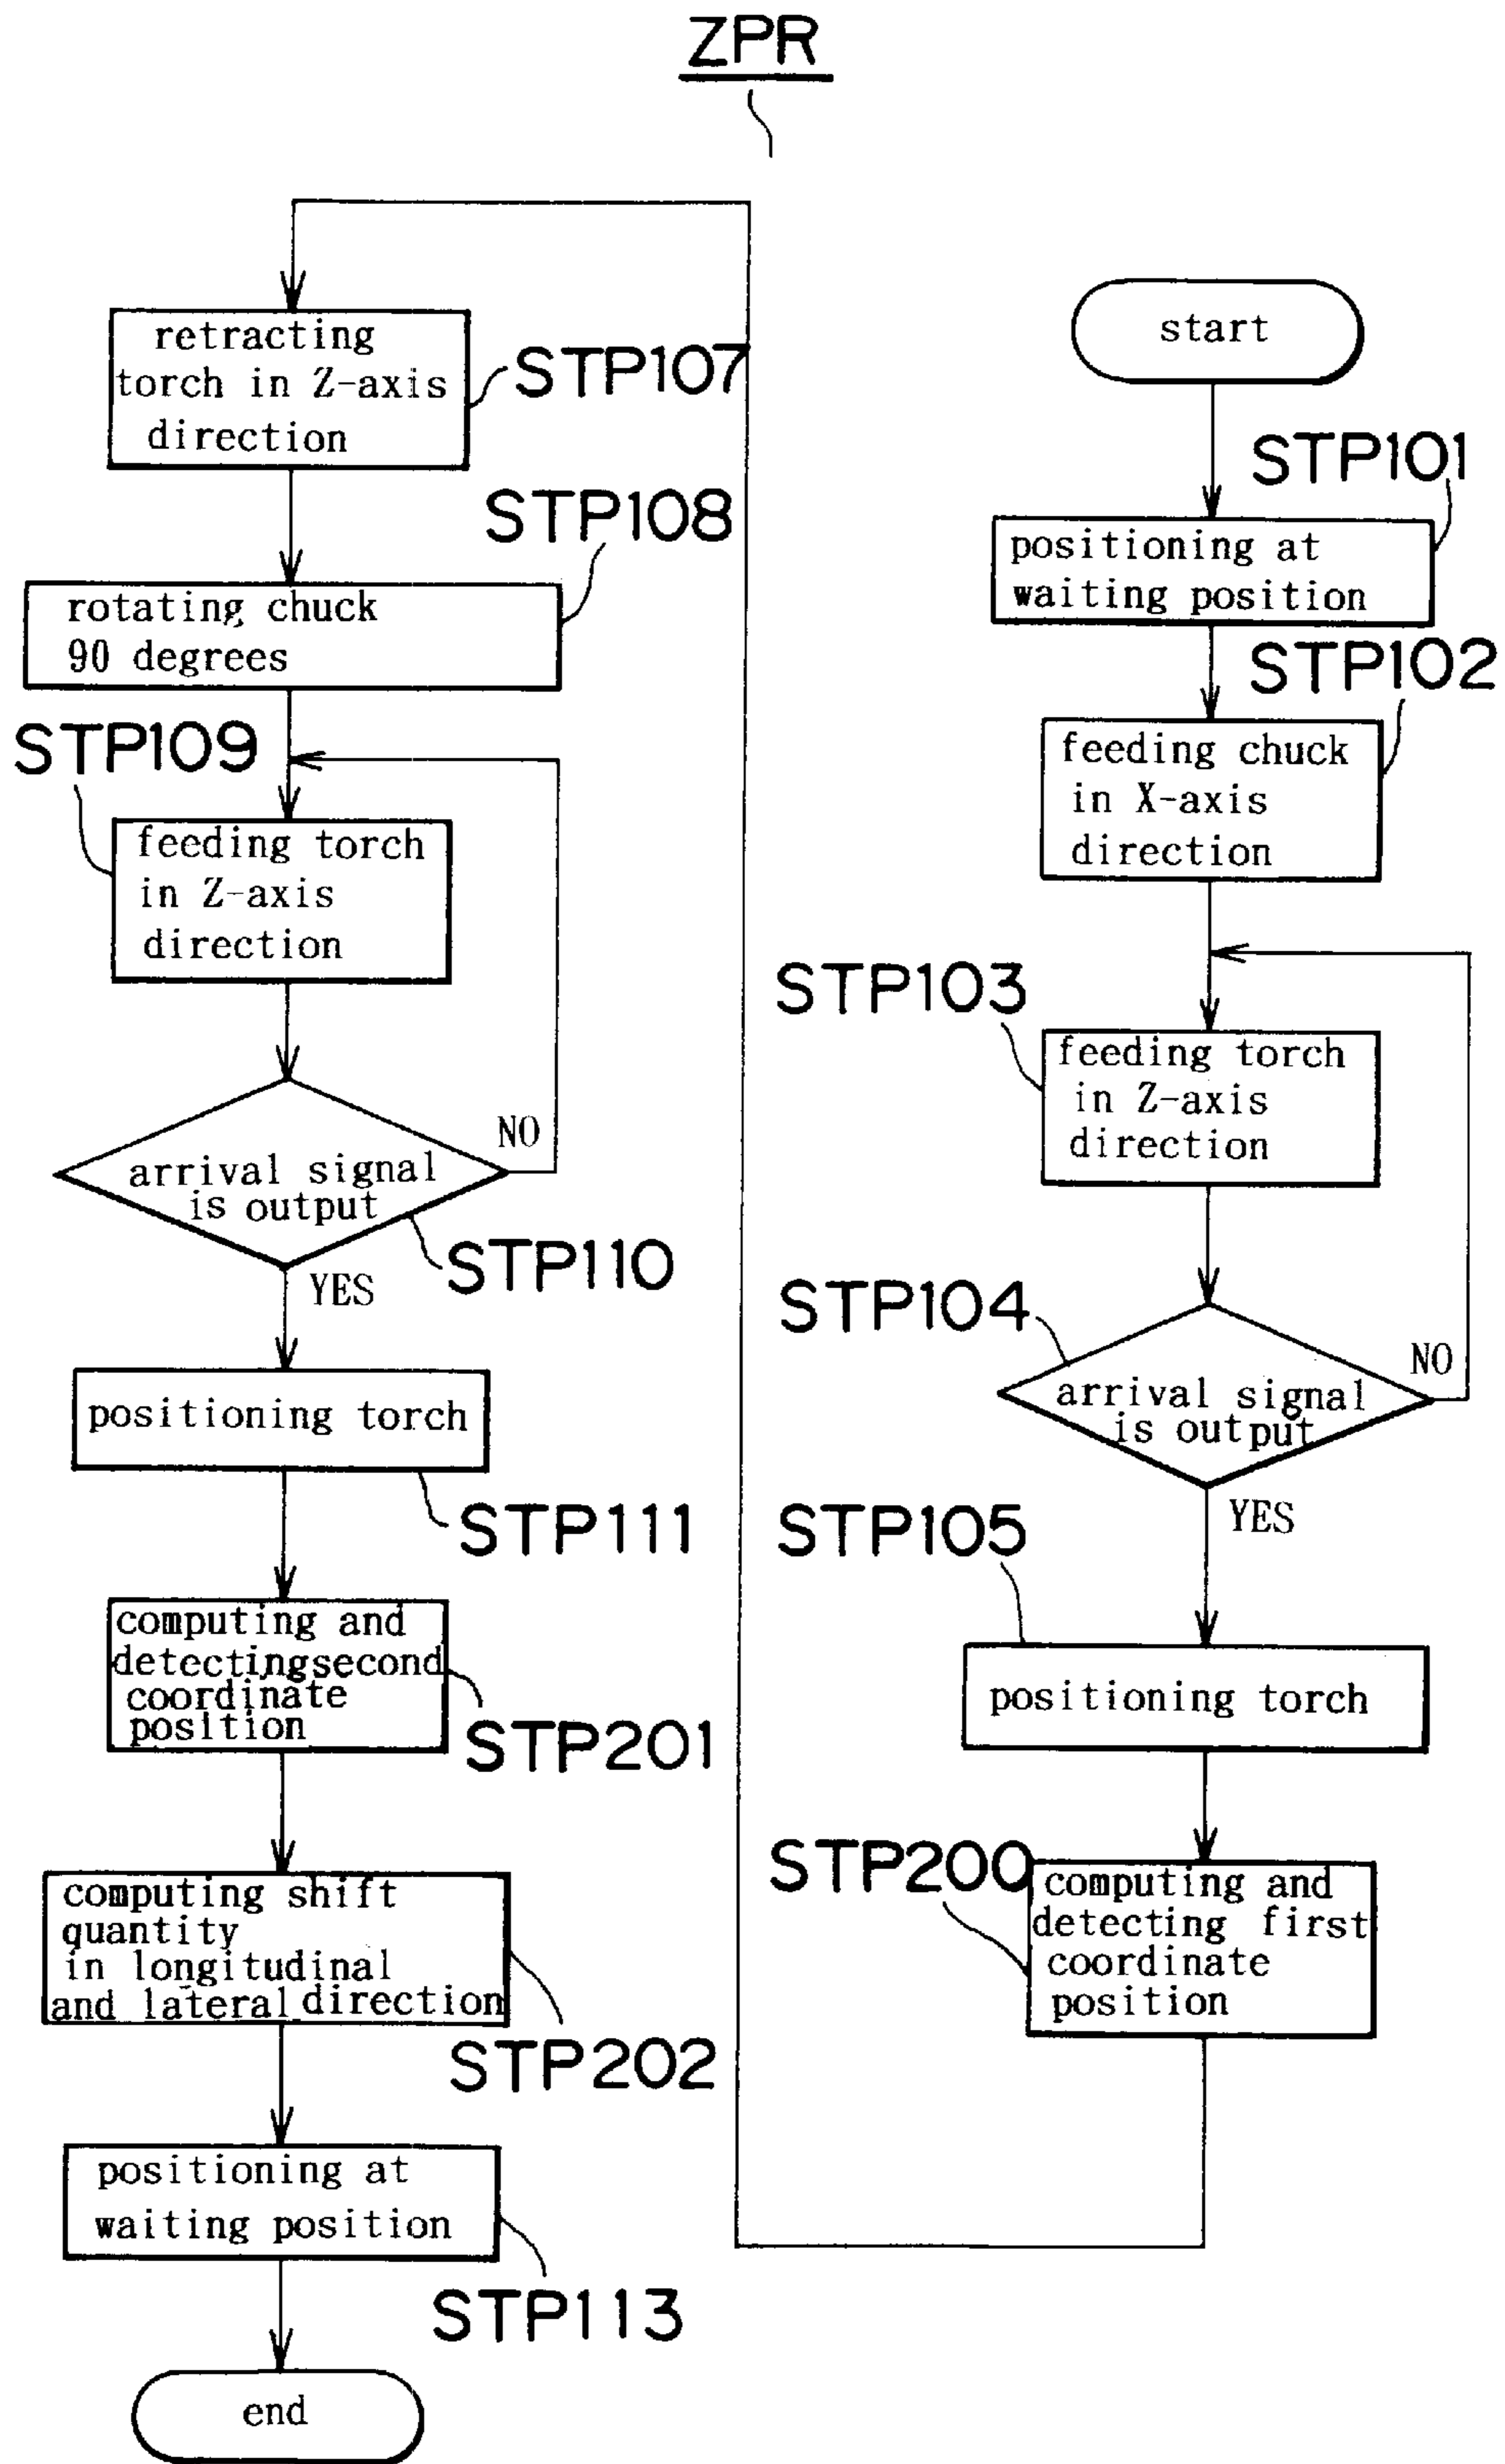 ZPR
start
STP101
positioning at
waiting position
STP102
feeding chuck
in X-axis
direction
STP103
feeding torch
in Z-axis
direction
STP104
arrival signal
is output
NO
YES
STP105
positioning torch
STP200
computing and
detecting first
coordinate
position
retracting
torch in Z-axis
direction
STP107
STP108
rotating chuck
90 degrees
STP109
feeding torch
in Z-axis
direction
NO
arrival signal
is output
STP110
YES
positioning torch
STP111
computing and
detecting second
coordinate
position
STP201
computing shift
quantity
in longitudinal
and lateral direction
STP202
positioning at
waiting position
STP113
end